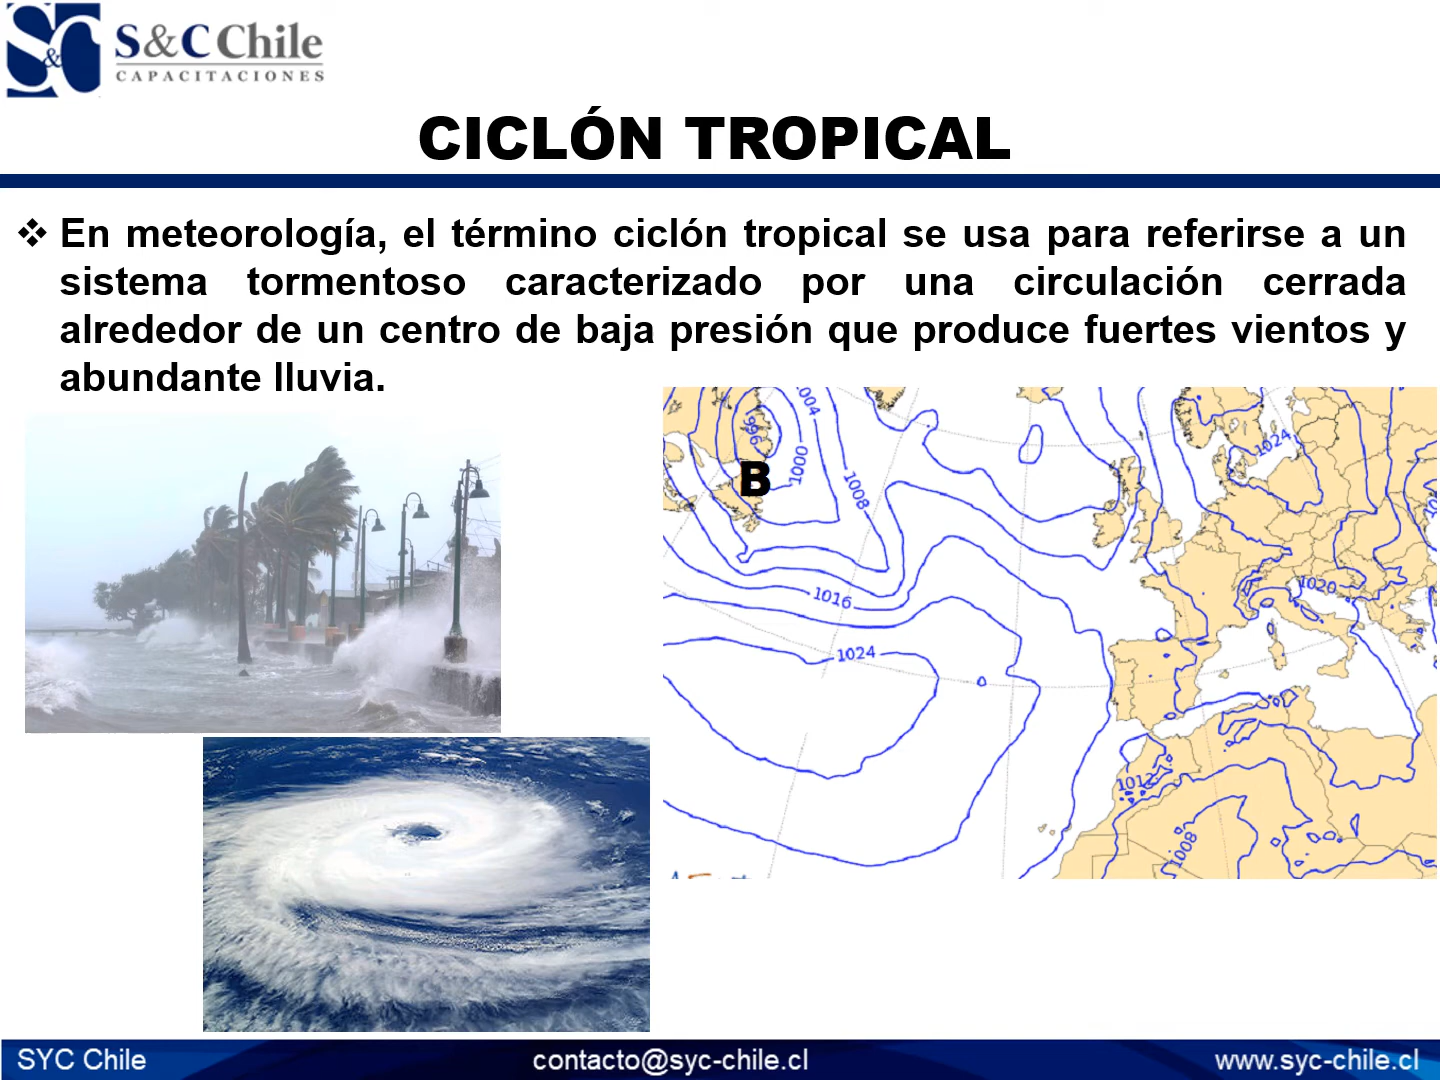 S&C
S&C Chile
CAPACITACIONES
CICLÓN TROPICAL
❖ En meteorología, el término ciclón tropical se usa para referirse a un
sistema tormentoso caracterizado por una circulación cerrada
alrededor de un centro de baja presión que produce fuertes vientos y
abundante lluvia.
1004
996
1000
1008
B
1024
1016
1020
1024
1012
1008
SYC Chile
contacto@syc-chile.cl
www.syc-chile.cl